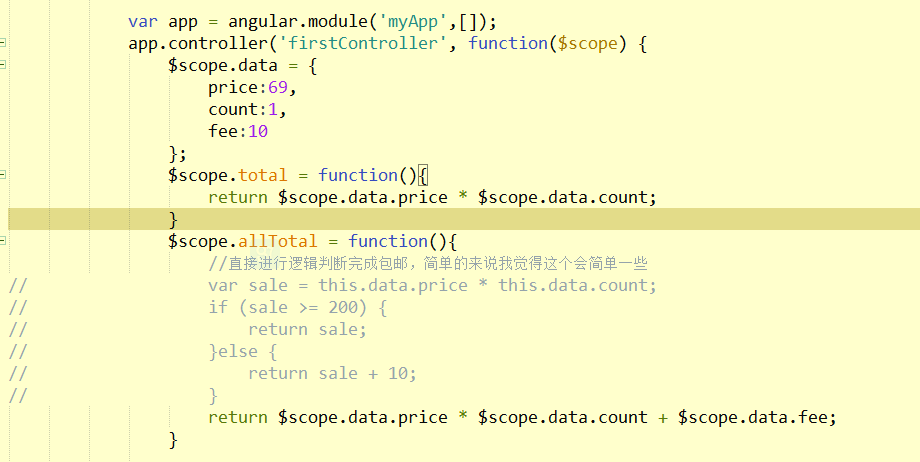 var app = angular.module('myApp',[]);
app.controller('firstController', function($scope) {
$scope.data = {
price:69,
count:1,
fee:10
};
$scope.total = function(){
return $scope.data.price * $scope.data.count;
}
$scope.allTotal = function(){
//直接进行逻辑判断完成包邮，简单的来说我觉得这个会简单一些
// var sale = this.data.price * this.data.count;
// if (sale >= 200) {
// return sale;
// }else {
// return sale + 10;
// }
return $scope.data.price * $scope.data.count + $scope.data.fee;
}